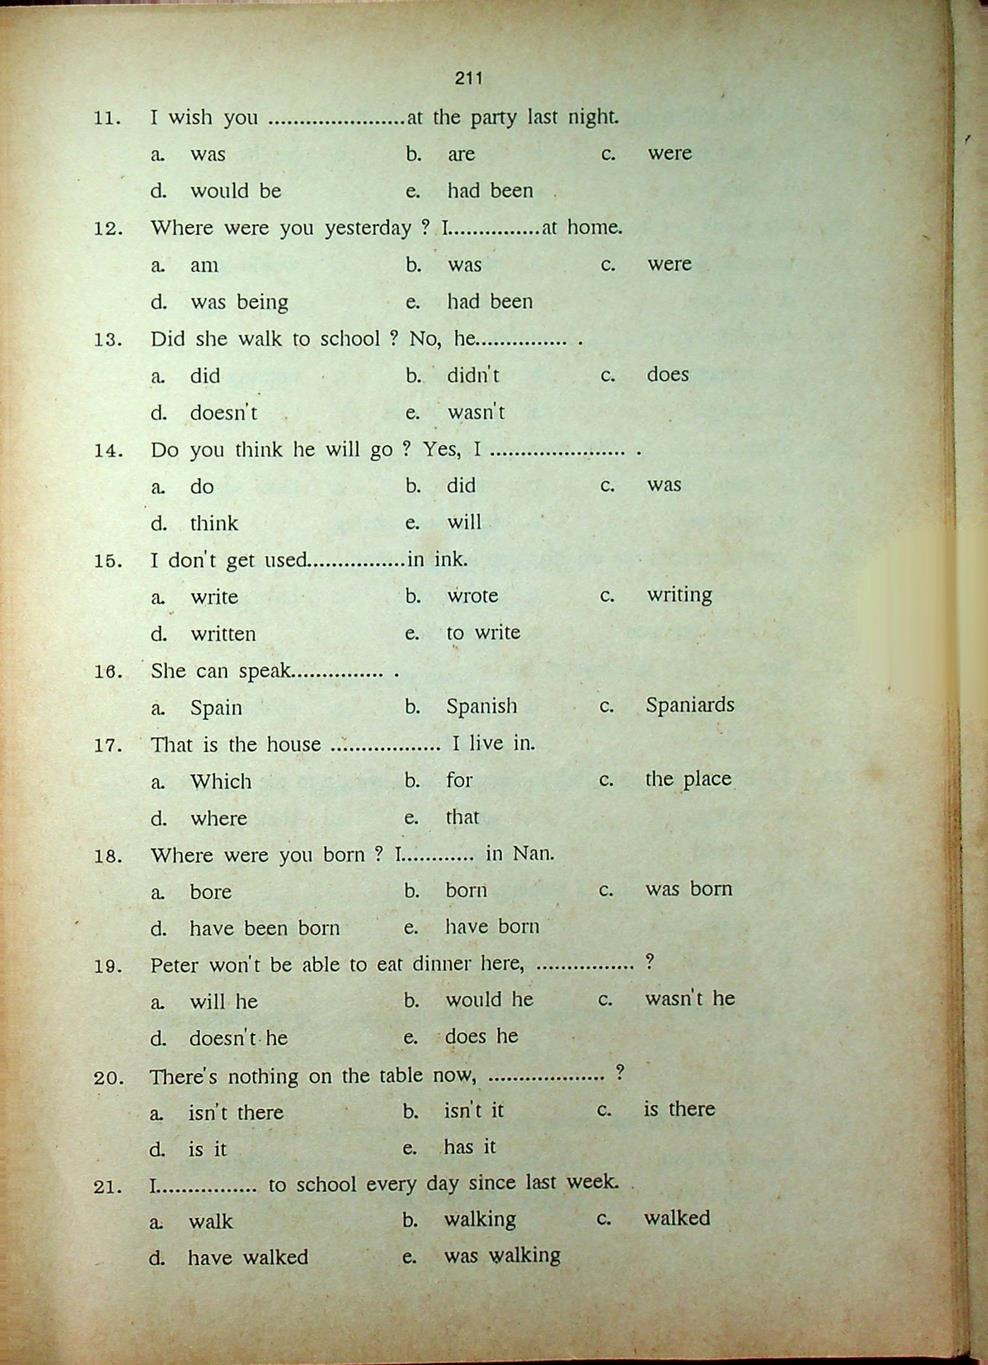 211
11. I wish you ......................at the party last night.
a. was b. are c. were
d. would be e. had been
12. Where were you yesterday ? I...............at home.
a. am b. was c. were
d. was being e. had been
13. Did she walk to school ? No, he............... .
a. did b. didn't c. does
d. doesn't e. wasn't
14. Do you think he will go ? Yes, I ...................... .
a. do b. did c. was
d. think e. will
15. I don't get used................in ink.
a. write b. wrote c. writing
d. written e. to write
16. She can speak............... .
a. Spain b. Spanish c. Spaniards
17. That is the house .................. I live in.
a. Which b. for c. the place
d. where e. that
18. Where were you born ? I............ in Nan.
a. bore b. born c. was born
d. have been born e. have born
19. Peter won't be able to eat dinner here, ................ ?
a. will he b. would he c. wasn't he
d. doesn't he e. does he
20. There's nothing on the table now, ................... ?
a. isn't there b. isn't it c. is there
d. is it e. has it
21. I................ to school every day since last week.
a. walk b. walking c. walked
d. have walked e. was walking